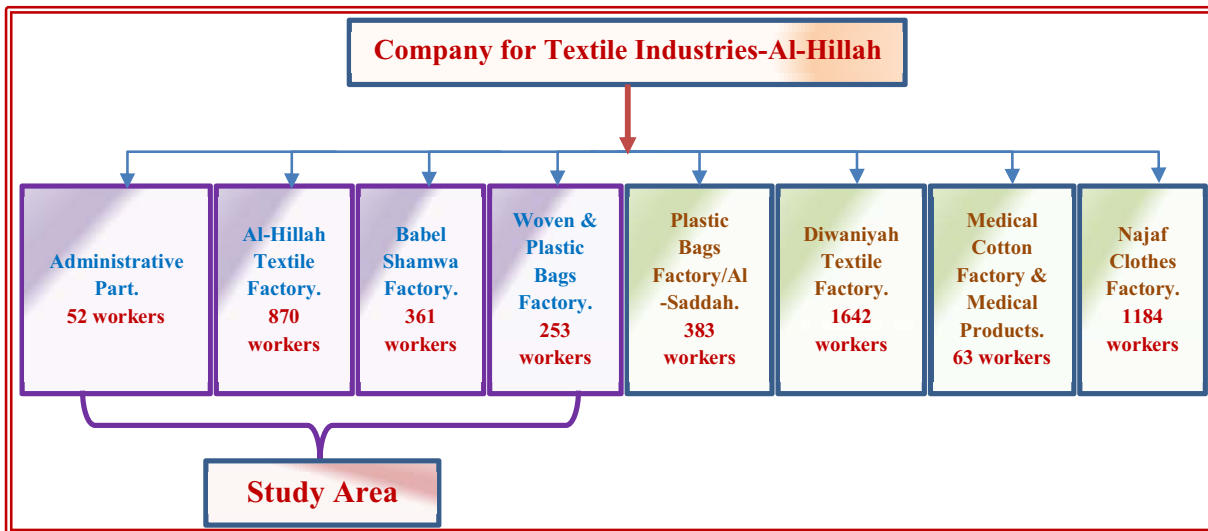 Company for Textile Industries-Al-Hillah
Administrative
Part.
52 workers
Al-Hillah
Textile
Factory.
870
workers
Babel
Shamwa
Factory.
361
workers
Woven &
Plastic
Bags
Factory.
253
workers
Plastic
Bags
Factory/Al
-Saddah.
383
workers
Diwaniyah
Textile
Factory.
1642
workers
Medical
Cotton
Factory &
Medical
Products.
63 workers
Najaf
Clothes
Factory.
1184
workers
Study Area